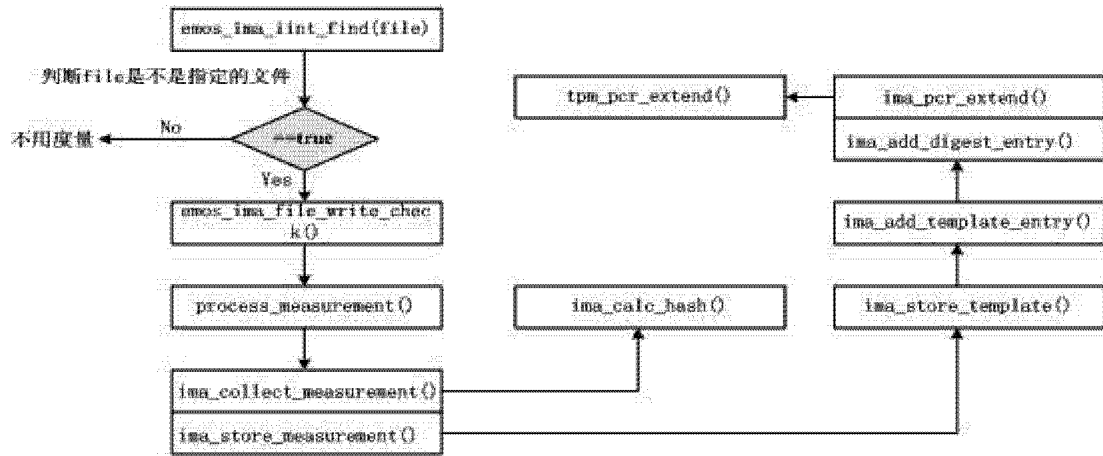 emos_ima_iint_find(file)
判断file是不是指定的文件
==true
No
不用度量
Yes
emos_ima_file_write_chec
k()
process_measurement()
ima_collect_measurement()
ima_store_measurement()
tpm_pcr_extend()
ima_calc_hash()
ima_pcr_extend()
ima_add_digest_entry()
ima_add_template_entry()
ima_store_template()